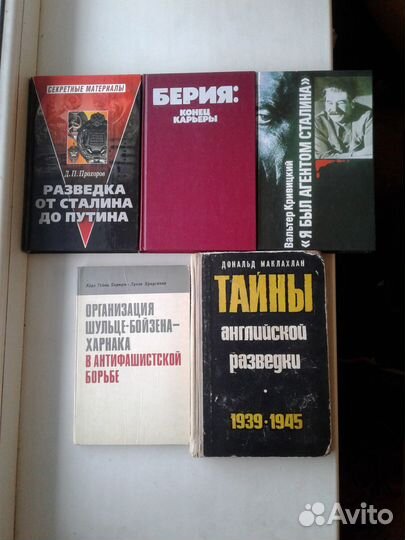 СЕКРЕТНЫЕ МАТЕРИАЛЫ
Д. П. Прохоров
РАЗВЕДКА
ОТ СТАЛИНА
ДО ПУТИНА
БЕРИЯ:
КОНЕЦ
КАРЬЕРЫ
Вальтер Кривицкий
«Я БЫЛ АГЕНТОМ СТАЛИНА»
ОРГАНИЗАЦИЯ
ШУЛЬЦЕ-БОЙЗЕНА–
ХАРНАКА
В АНТИФАШИСТСКОЙ
БОРЬБЕ
ДОНАЛЬД МАКЛАХЛАН
ТАЙНЫ
английской
разведки
1939·1945
Avito